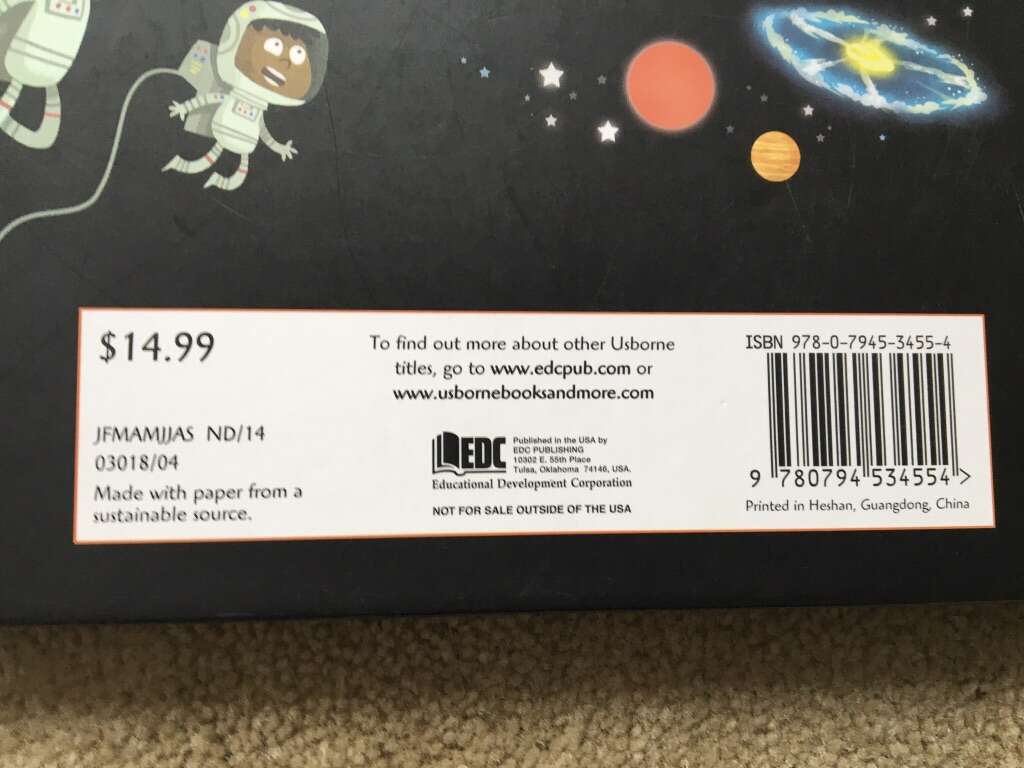 $14.99
JFMAMJJAS ND/14
03018/04
Made with paper from a
sustainable source.
To find out more about other Usborne
titles, go to www.edcpub.com or
www.usbornebooksandmore.com
EDC
Published in the USA by
EDC PUBLISHING
10302 E. 55th Place
Tulsa, Oklahoma 74146, USA.
Educational Development Corporation
NOT FOR SALE OUTSIDE OF THE USA
ISBN 978-0-7945-3455-4
9 780794 534554 >
Printed in Heshan, Guangdong, China